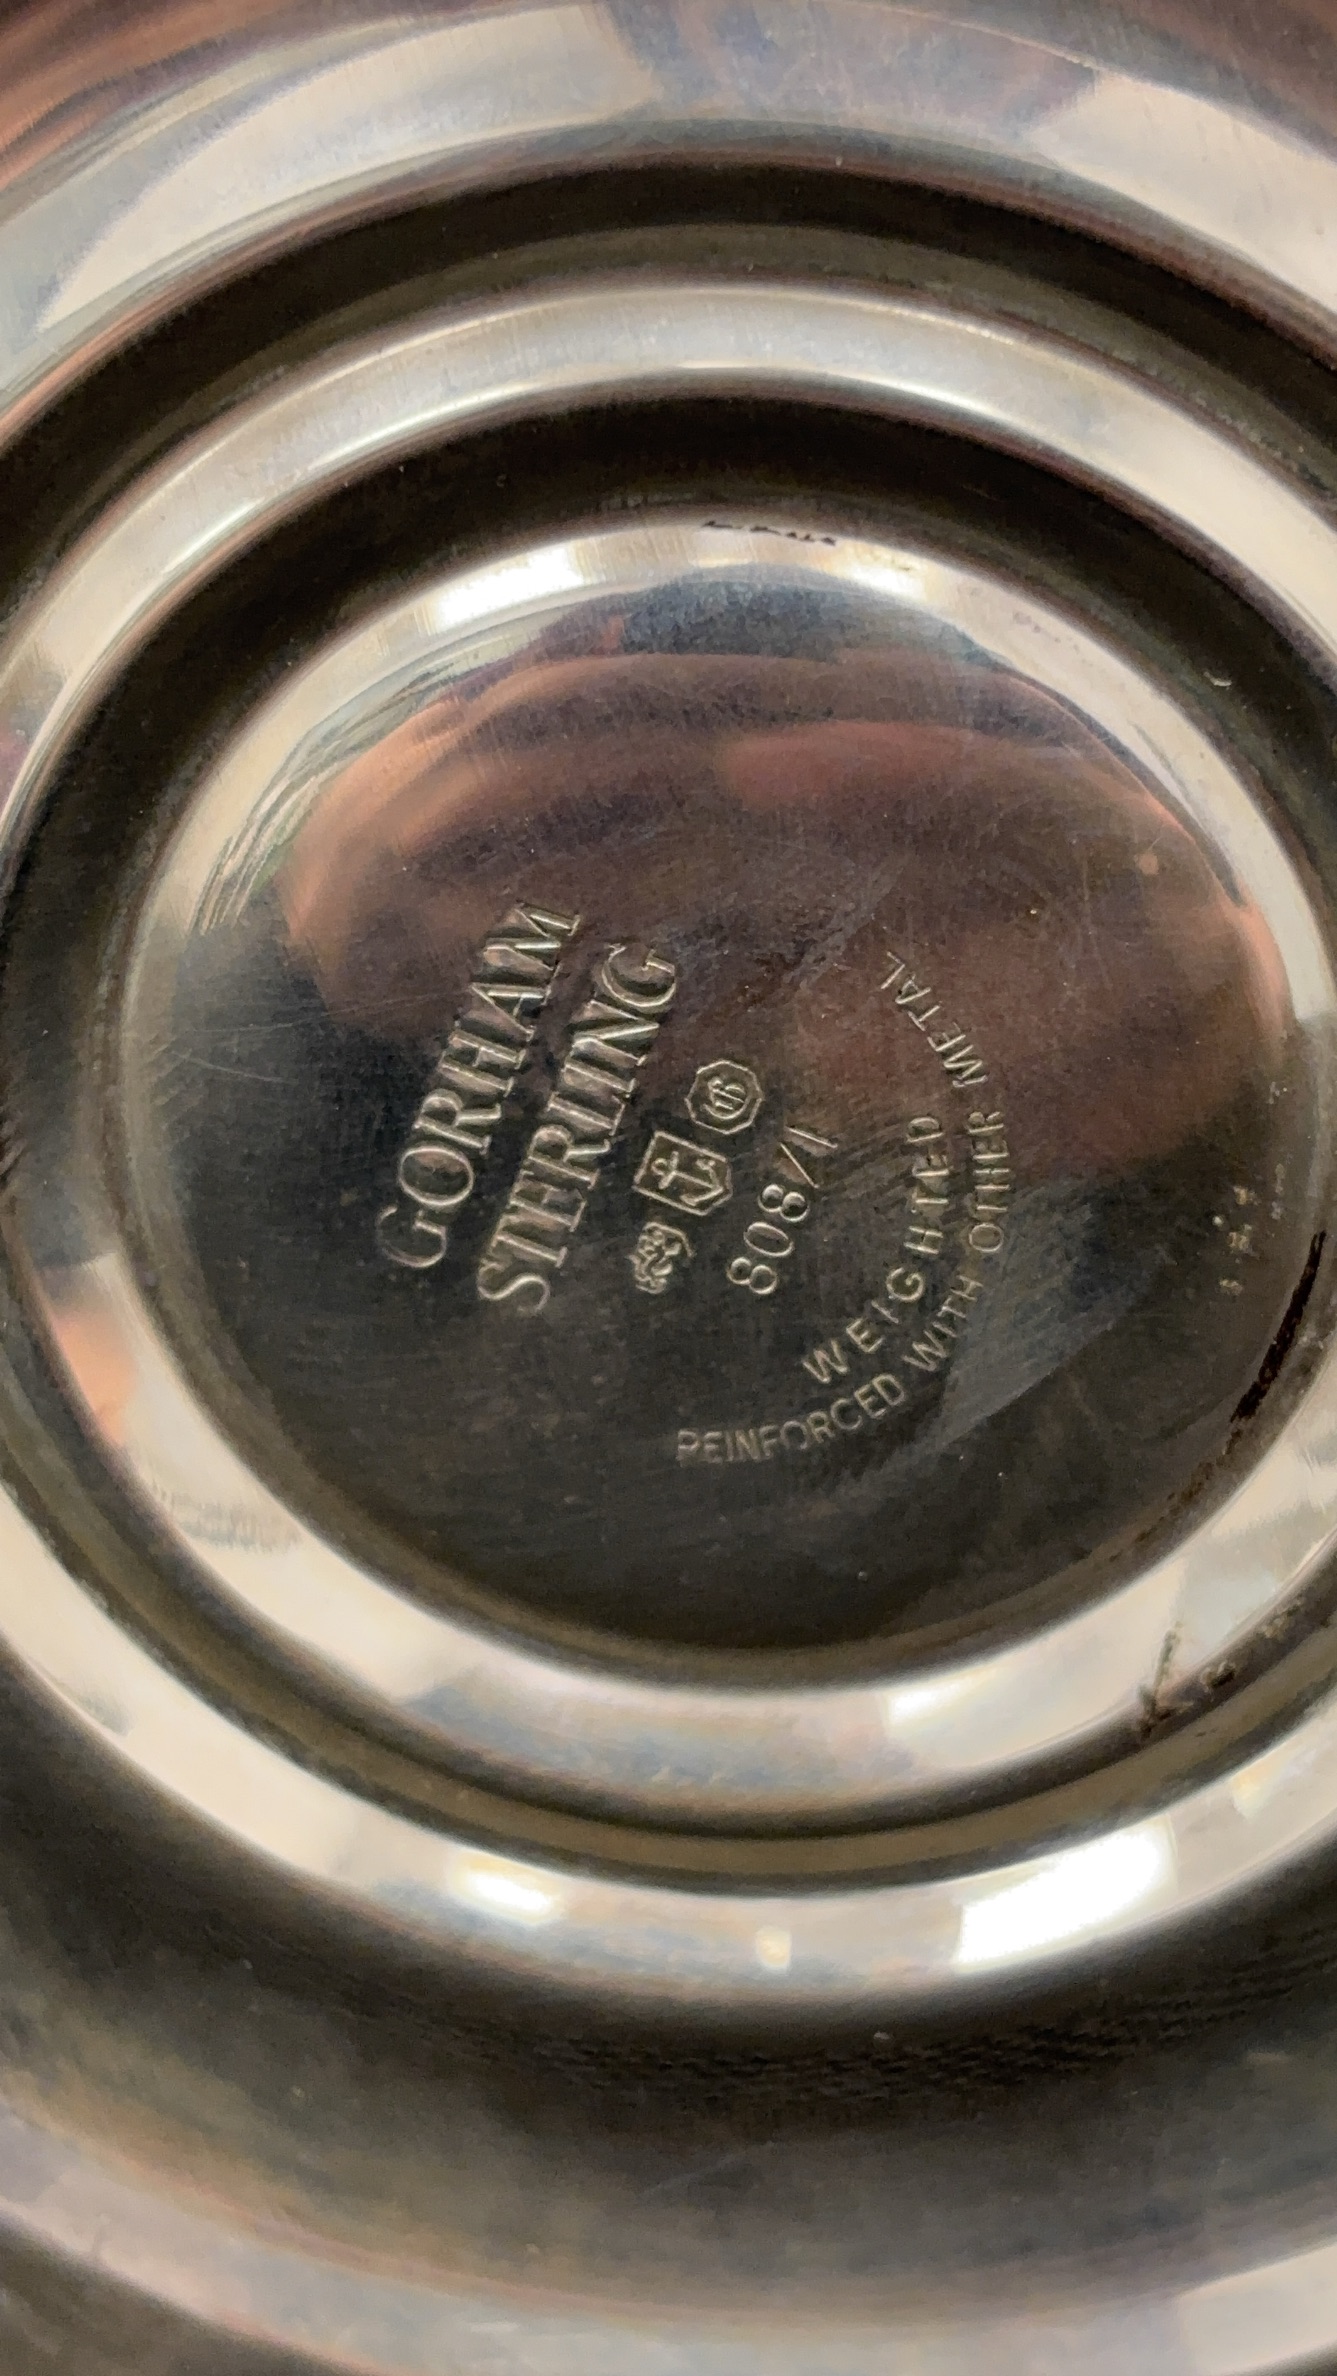 GORHAM
STERLING
808/1
WEIGHTED
REINFORCED WITH OTHER METAL